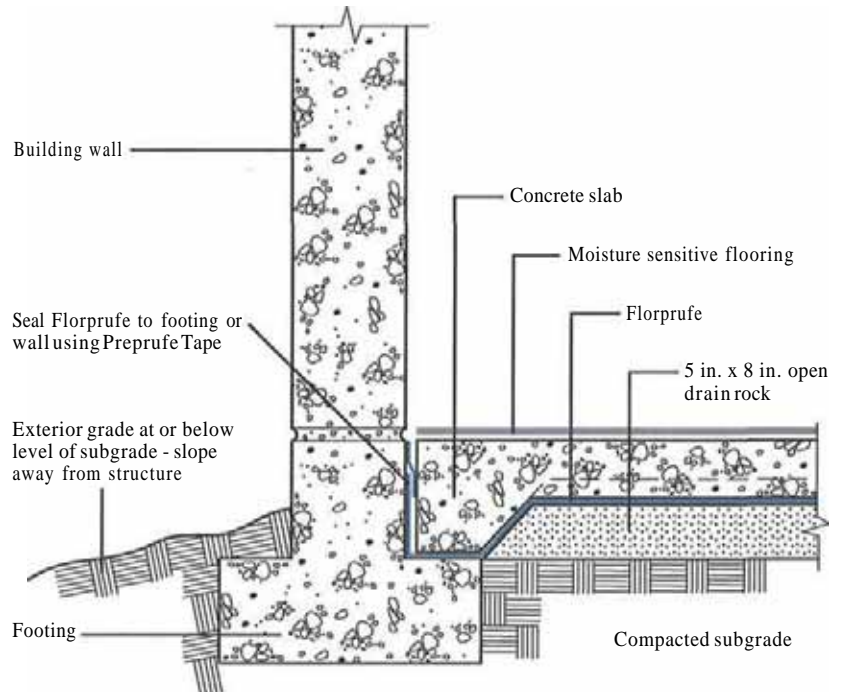 Building wall
Concrete slab
Moisture sensitive flooring
Seal Florprufe to footing or
wall using Preprufe Tape
Florprufe
5 in. x 8 in. open
drain rock
Exterior grade at or below
level of subgrade - slope
away from structure
Footing
Compacted subgrade